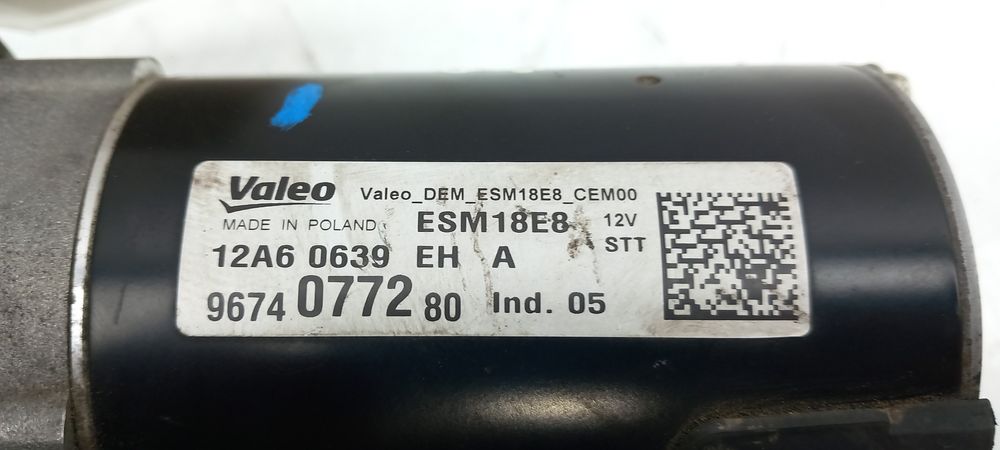 Valeo Valeo_DEM_ESM18E8_CEM00
MADE IN POLAND ESM18E8 12V
STT
12A6 0639 EH A
9674 0772 80 Ind. 05